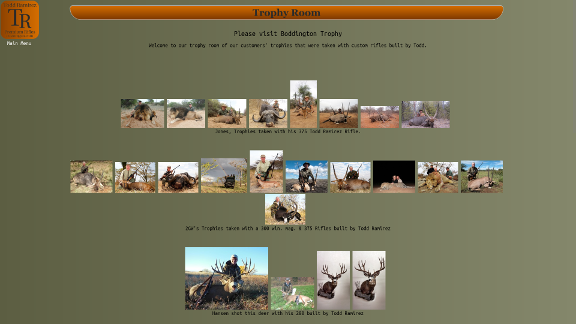 Todd Ramirez
TR
Main Menu
Trophy Room
Please visit Boddington Trophy
Welcome to our trophy room of our customers' trophies that were taken with custom rifles built by Todd.
trophies taken with his 375 Todd Ramirez Rifle.
Trophies taken with a 300 win. mag. & 375 Rifles built by Todd Ramirez
Hansen shot this deer with his 300 built by Todd Ramirez